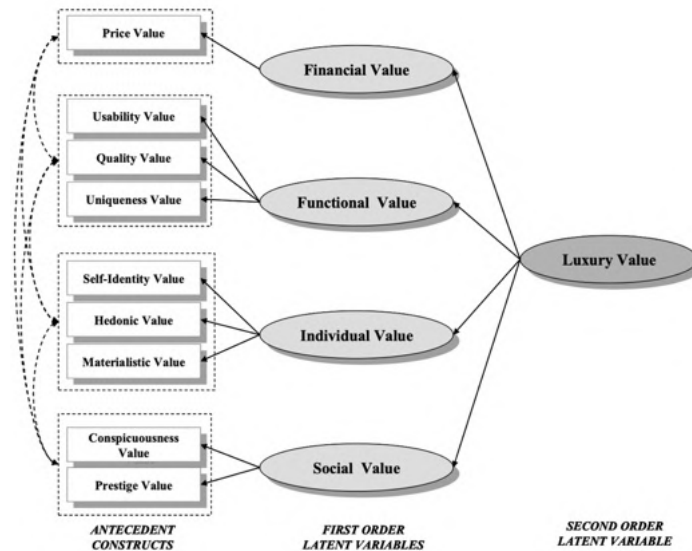 Price Value
Financial Value
Usability Value
Quality Value
Uniqueness Value
Functional Value
Luxury Value
Self-Identity Value
Hedonic Value
Materialistic Value
Individual Value
Conspicuousness
Value
Prestige Value
Social Value
ANTECEDENT
CONSTRUCTS
FIRST ORDER
LATENT VARIABLES
SECOND ORDER
LATENT VARIABLE